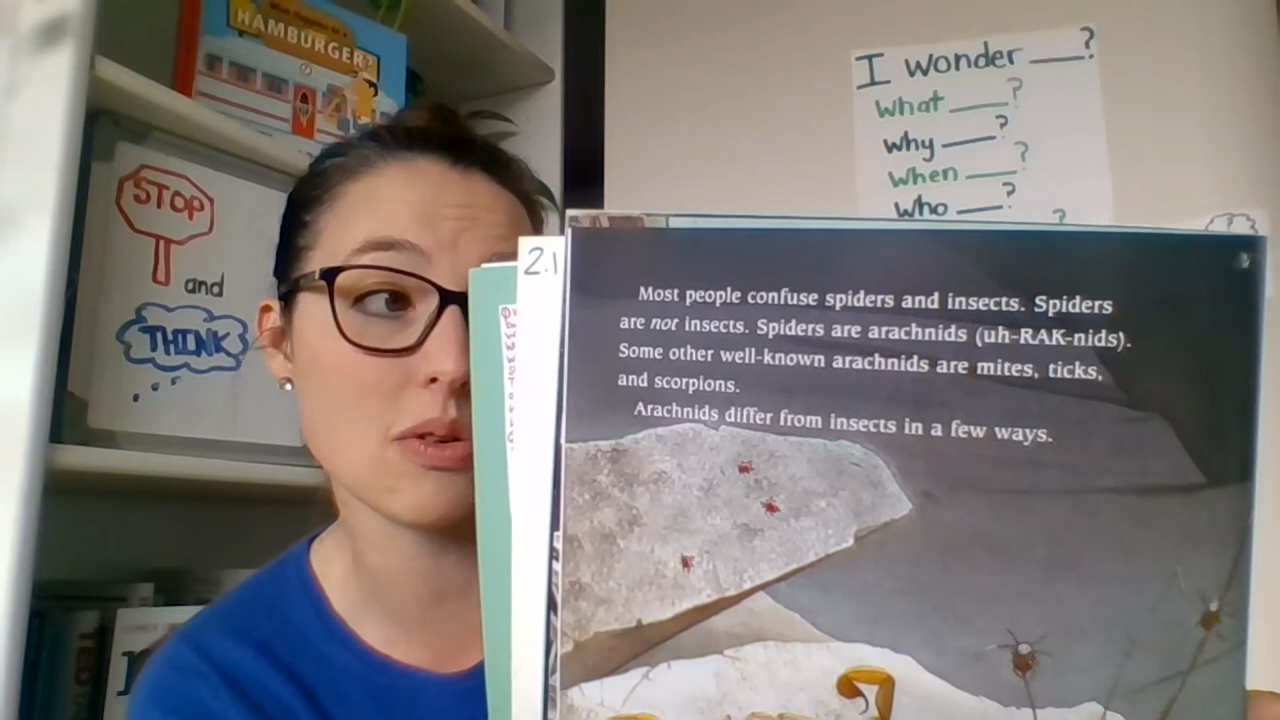 HAMBURGER?
I wonder ___?
What ___?
Why ___?
When ___?
Who ___?
?
STOP
and
THINK
2.1
Most people confuse spiders and insects. Spiders
are not insects. Spiders are arachnids (uh-RAK-nids).
Some other well-known arachnids are mites, ticks,
and scorpions.
Arachnids differ from insects in a few ways.